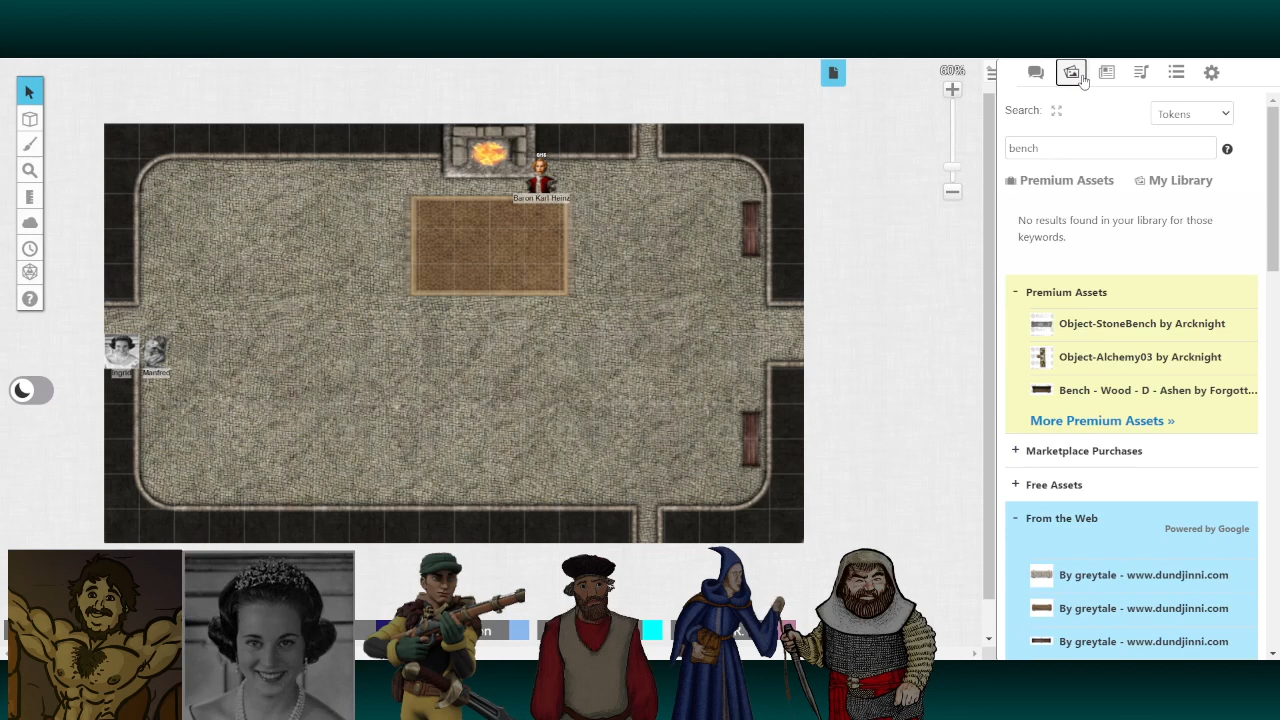 60%
Search:
Tokens
bench
Premium Assets
My Library
No results found in your library for those
keywords.
- Premium Assets
Object-StoneBench by Arcknight
Object-Alchemy03 by Arcknight
Bench - Wood - D - Ashen by Forgott...
More Premium Assets »
+ Marketplace Purchases
+ Free Assets
- From the Web
Powered by Google
By greytale - www.dundjinni.com
By greytale - www.dundjinni.com
By greytale - www.dundjinni.com
Baron Karl Heinz
Ingrid
Manfred